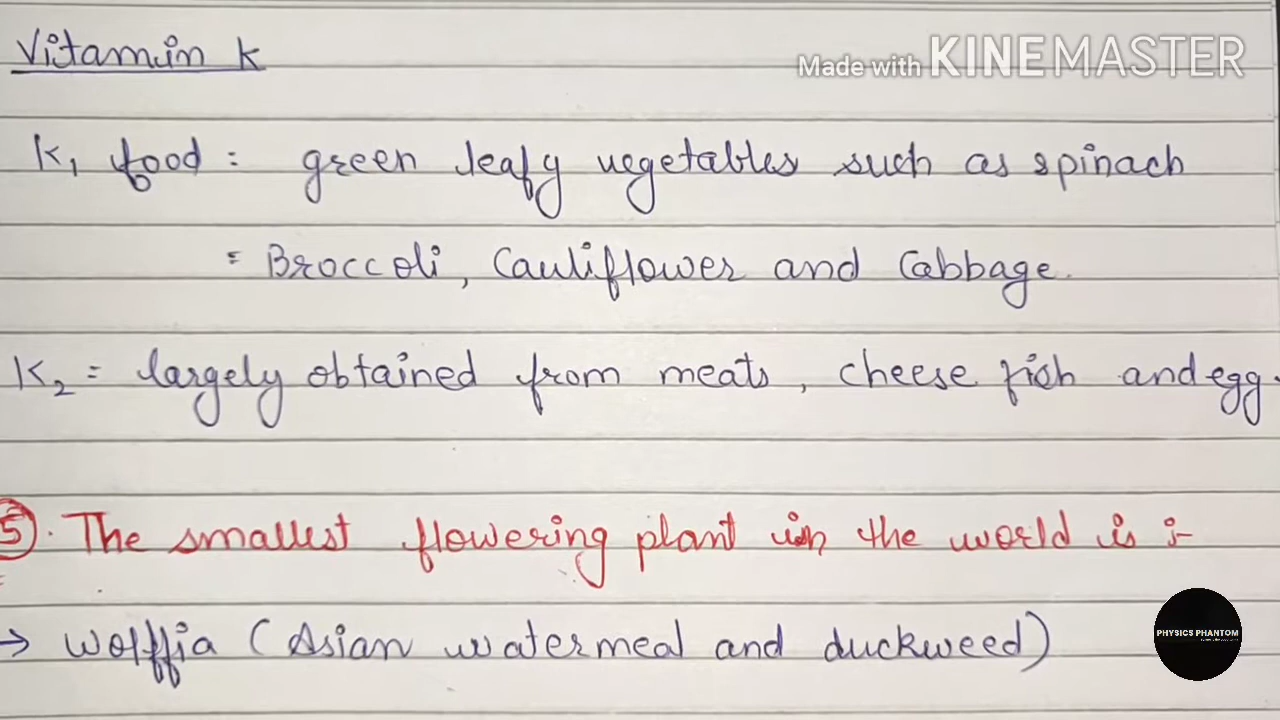 Vitamin K
Made with KINEMASTER
K₁ food : green leafy vegetables such as spinach
= Broccoli, Cauliflower and Cabbage.
K₂ = largely obtained from meats, cheese fish and egg.
5. The smallest flowering plant in the world is :-
→ Wolffia (Asian watermeal and duckweed)
PHYSICS PHANTOM